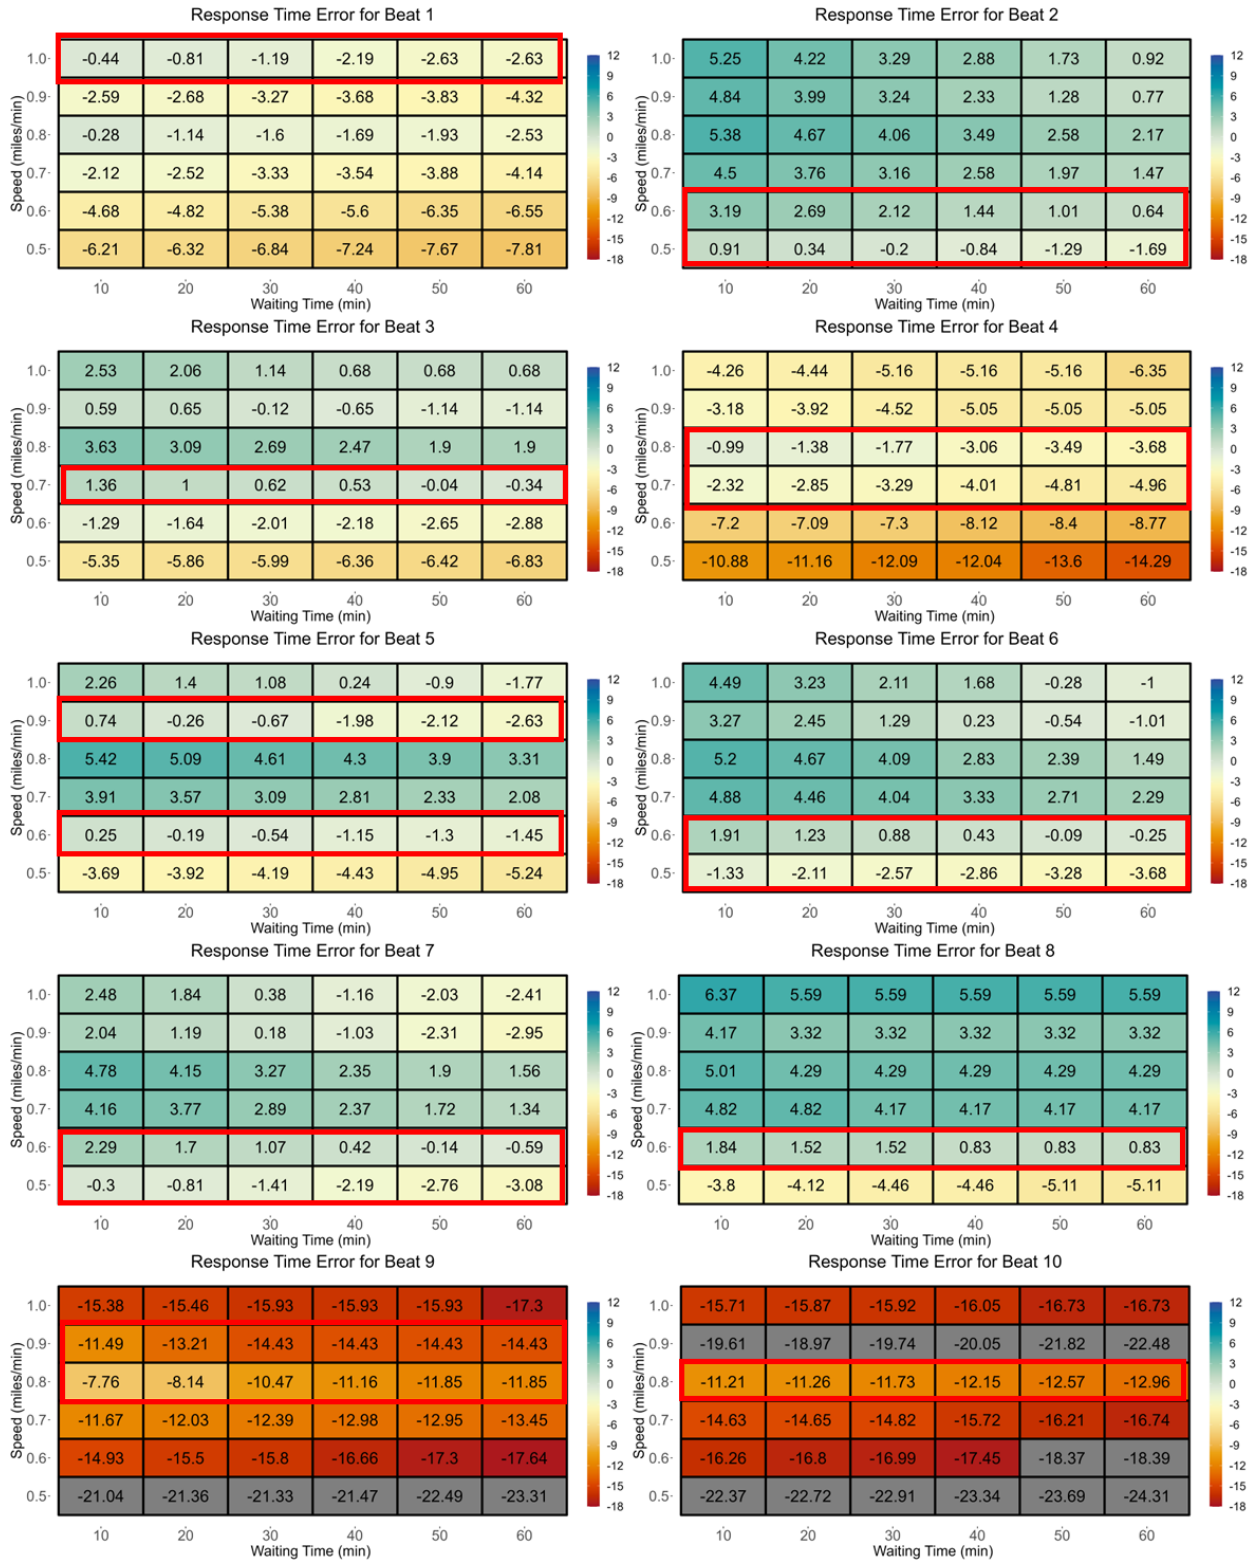 Response Time Error for Beat 1
Speed (miles/min)
1.0 -0.44 -0.81 -1.19 -2.19 -2.63 -2.63
0.9 -2.59 -2.68 -3.27 -3.68 -3.83 -4.32
0.8 -0.28 -1.14 -1.6 -1.69 -1.93 -2.53
0.7 -2.12 -2.52 -3.33 -3.54 -3.88 -4.14
0.6 -4.68 -4.82 -5.38 -5.6 -6.35 -6.55
0.5 -6.21 -6.32 -6.84 -7.24 -7.67 -7.81
10 20 30 40 50 60
Waiting Time (min)
12 9 6 3 0 -3 -6 -9 -12 -15 -18
Response Time Error for Beat 2
Speed (miles/min)
5.25 4.22 3.29 2.88 1.73 0.92
4.84 3.99 3.24 2.33 1.28 0.77
5.38 4.67 4.06 3.49 2.58 2.17
4.5 3.76 3.16 2.58 1.97 1.47
3.19 2.69 2.12 1.44 1.01 0.64
0.91 0.34 -0.2 -0.84 -1.29 -1.69
1.0 0.9 0.8 0.7 0.6 0.5
10 20 30 40 50 60
Waiting Time (min)
12 9 6 3 0 -3 -6 -9 -12 -15 -18
Response Time Error for Beat 3
Speed (miles/min)
1.0 2.53 2.06 1.14 0.68 0.68 0.68
0.9 0.59 0.65 -0.12 -0.65 -1.14 -1.14
0.8 3.63 3.09 2.69 2.47 1.9 1.9
0.7 1.36 1 0.62 0.53 -0.04 -0.34
0.6 -1.29 -1.64 -2.01 -2.18 -2.65 -2.88
0.5 -5.35 -5.86 -5.99 -6.36 -6.42 -6.83
10 20 30 40 50 60
Waiting Time (min)
12 9 6 3 0 -3 -6 -9 -12 -15 -18
Response Time Error for Beat 4
Speed (miles/min)
1.0 -4.26 -4.44 -5.16 -5.16 -5.16 -6.35
0.9 -3.18 -3.92 -4.52 -5.05 -5.05 -5.05
0.8 -0.99 -1.38 -1.77 -3.06 -3.49 -3.68
0.7 -2.32 -2.85 -3.29 -4.01 -4.81 -4.96
0.6 -7.2 -7.09 -7.3 -8.12 -8.4 -8.77
0.5 -10.88 -11.16 -12.09 -12.04 -13.6 -14.29
10 20 30 40 50 60
Waiting Time (min)
12 9 6 3 0 -3 -6 -9 -12 -15 -18
Response Time Error for Beat 5
Speed (miles/min)
1.0 2.26 1.4 1.08 0.24 -0.9 -1.77
0.9 0.74 -0.26 -0.67 -1.98 -2.12 -2.63
0.8 5.42 5.09 4.61 4.3 3.9 3.31
0.7 3.91 3.57 3.09 2.81 2.33 2.08
0.6 0.25 -0.19 -0.54 -1.15 -1.3 -1.45
0.5 -3.69 -3.92 -4.19 -4.43 -4.95 -5.24
10 20 30 40 50 60
Waiting Time (min)
12 9 6 3 0 -3 -6 -9 -12 -15 -18
Response Time Error for Beat 6
Speed (miles/min)
1.0 4.49 3.23 2.11 1.68 -0.28 -1
0.9 3.27 2.45 1.29 0.23 -0.54 -1.01
0.8 5.2 4.67 4.09 2.83 2.39 1.49
0.7 4.88 4.46 4.04 3.33 2.71 2.29
0.6 1.91 1.23 0.88 0.43 -0.09 -0.25
0.5 -1.33 -2.11 -2.57 -2.86 -3.28 -3.68
10 20 30 40 50 60
Waiting Time (min)
12 9 6 3 0 -3 -6 -9 -12 -15 -18
Response Time Error for Beat 7
Speed (miles/min)
1.0 2.48 1.84 0.38 -1.16 -2.03 -2.41
0.9 2.04 1.19 0.18 -1.03 -2.31 -2.95
0.8 4.78 4.15 3.27 2.35 1.9 1.56
0.7 4.16 3.77 2.89 2.37 1.72 1.34
0.6 2.29 1.7 1.07 0.42 -0.14 -0.59
0.5 -0.3 -0.81 -1.41 -2.19 -2.76 -3.08
10 20 30 40 50 60
Waiting Time (min)
12 9 6 3 0 -3 -6 -9 -12 -15 -18
Response Time Error for Beat 8
Speed (miles/min)
1.0 6.37 5.59 5.59 5.59 5.59 5.59
0.9 4.17 3.32 3.32 3.32 3.32 3.32
0.8 5.01 4.29 4.29 4.29 4.29 4.29
0.7 4.82 4.82 4.17 4.17 4.17 4.17
0.6 1.84 1.52 1.52 0.83 0.83 0.83
0.5 -3.8 -4.12 -4.46 -4.46 -5.11 -5.11
10 20 30 40 50 60
Waiting Time (min)
12 9 6 3 0 -3 -6 -9 -12 -15 -18
Response Time Error for Beat 9
Speed (miles/min)
1.0 -15.38 -15.46 -15.93 -15.93 -15.93 -17.3
0.9 -11.49 -13.21 -14.43 -14.43 -14.43 -14.43
0.8 -7.76 -8.14 -10.47 -11.16 -11.85 -11.85
0.7 -11.67 -12.03 -12.39 -12.98 -12.95 -13.45
0.6 -14.93 -15.5 -15.8 -16.66 -17.3 -17.64
0.5 -21.04 -21.36 -21.33 -21.47 -22.49 -23.31
10 20 30 40 50 60
Waiting Time (min)
12 9 6 3 0 -3 -6 -9 -12 -15 -18
Response Time Error for Beat 10
Speed (miles/min)
1.0 -15.71 -15.87 -15.92 -16.05 -16.73 -16.73
0.9 -19.61 -18.97 -19.74 -20.05 -21.82 -22.48
0.8 -11.21 -11.26 -11.73 -12.15 -12.57 -12.96
0.7 -14.63 -14.65 -14.82 -15.72 -16.21 -16.74
0.6 -16.26 -16.8 -16.99 -17.45 -18.37 -18.39
0.5 -22.37 -22.72 -22.91 -23.34 -23.69 -24.31
10 20 30 40 50 60
Waiting Time (min)
12 9 6 3 0 -3 -6 -9 -12 -15 -18